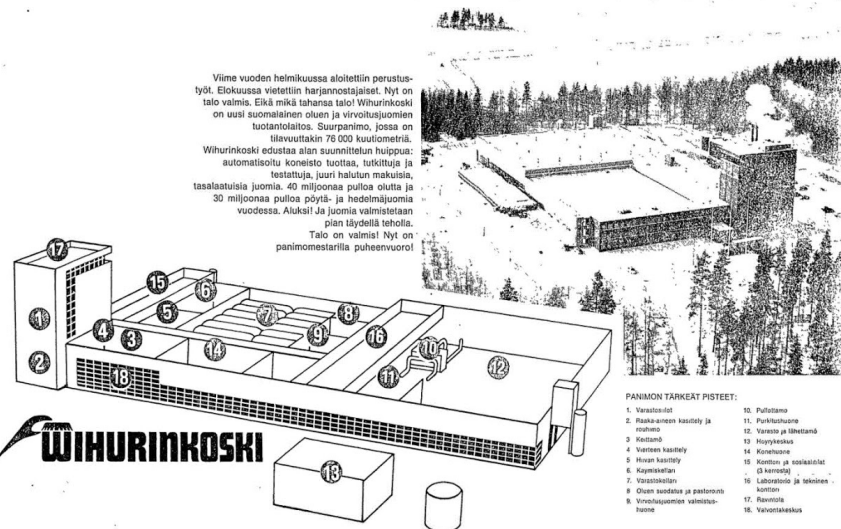 Viime vuoden helmikuussa aloitettiin perustus-
työt. Elokuussa vietettiin harjannostajaiset. Nyt on
talo valmis. Eikä mikä tahansa talo! Wihurinkoski
on uusi suomalainen oluen ja virvoitusjuomien
tuotantolaitos. Suurpanimo, jossa on
tilavuuttakin 76 000 kuutiometriä.
Wihurinkoski edustaa alan suunnittelun huippua:
automatisoitu koneisto tuottaa, tutkittuja ja
testattuja, juuri halutun makuisia,
tasalaatuisia juomia. 40 miljoonaa pulloa olutta ja
30 miljoonaa pulloa pöytä- ja hedelmäjuomia
vuodessa. Aluksi! Ja juomia valmistetaan
pian täydellä teholla.
Talo on valmis! Nyt on
panimomestarilla puheenvuoro!
17
15
6
1
5
7
8
4
3
9
16
14
10
2
11
12
18
WIHURINKOSKI
13
PANIMON TÄRKEÄT PISTEET:
1. Varastosiilot
2. Raaka-aineen käsittely ja
rouhimo
3 Keittämö
4 Vierteen käsittely
5 Hiivan käsittely
6. Käymiskellari
7. Varastokellari
8 Oluen suodatus ja pastörointi
9. Virvoitusjuomien valmistus-
huone
10. Pullottamo
11. Purkitushuone
12. Varasto ja lähettämö
13 Höyrykeskus
14 Konehuone
15 Konttori ja sosiaalitilat
(3 kerrosta)
16 Laboratorio ja tekninen
konttori
17. Ravintola
18. Valvontakeskus